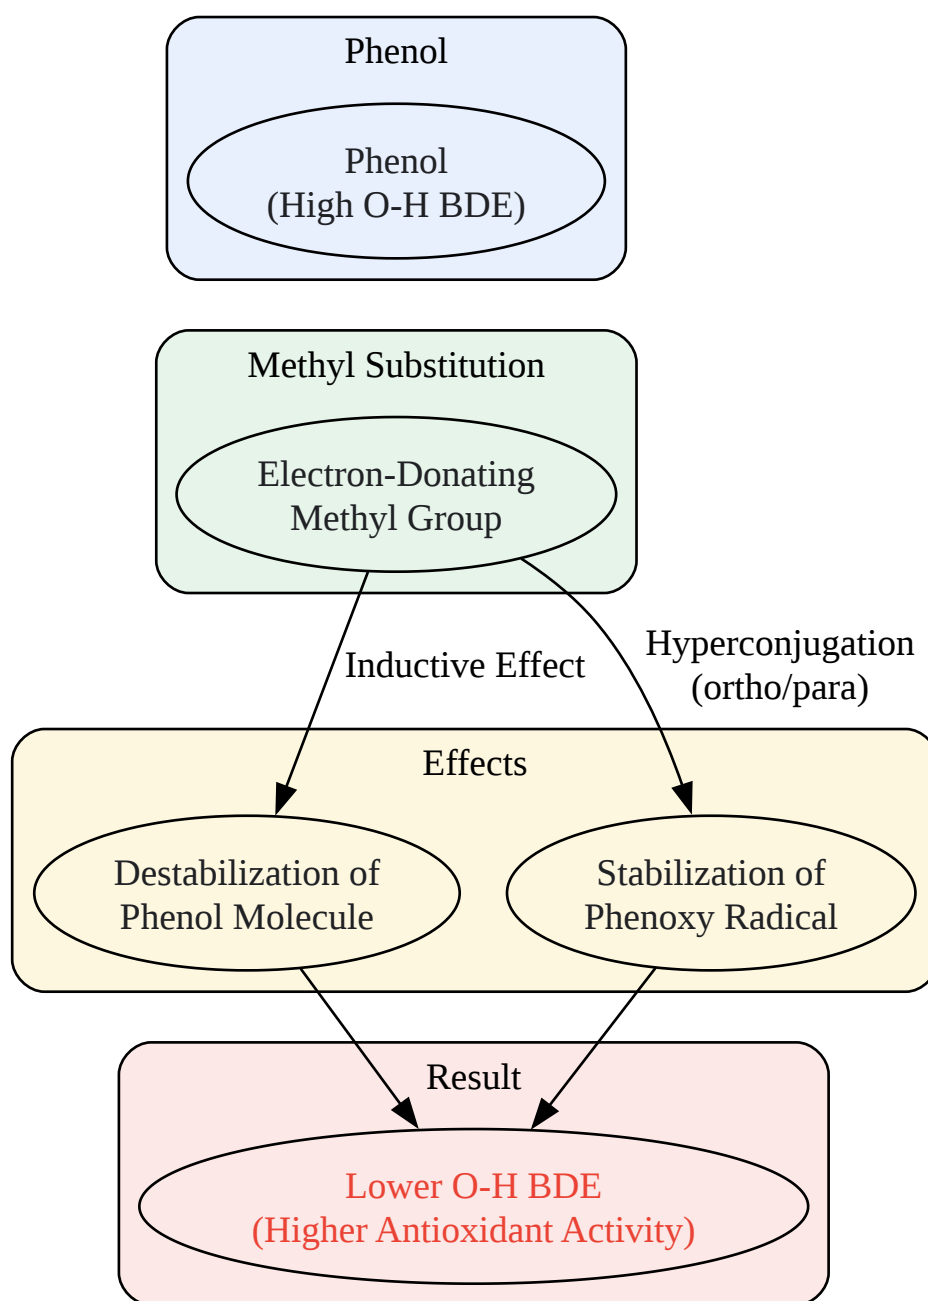 Phenol
Phenol
(High O-H BDE)
Methyl Substitution
Electron-Donating
Methyl Group
Inductive Effect
Hyperconjugation
(ortho/para)
Effects
Destabilization of
Phenol Molecule
Stabilization of
Phenoxy Radical
Result
Lower O-H BDE
(Higher Antioxidant Activity)